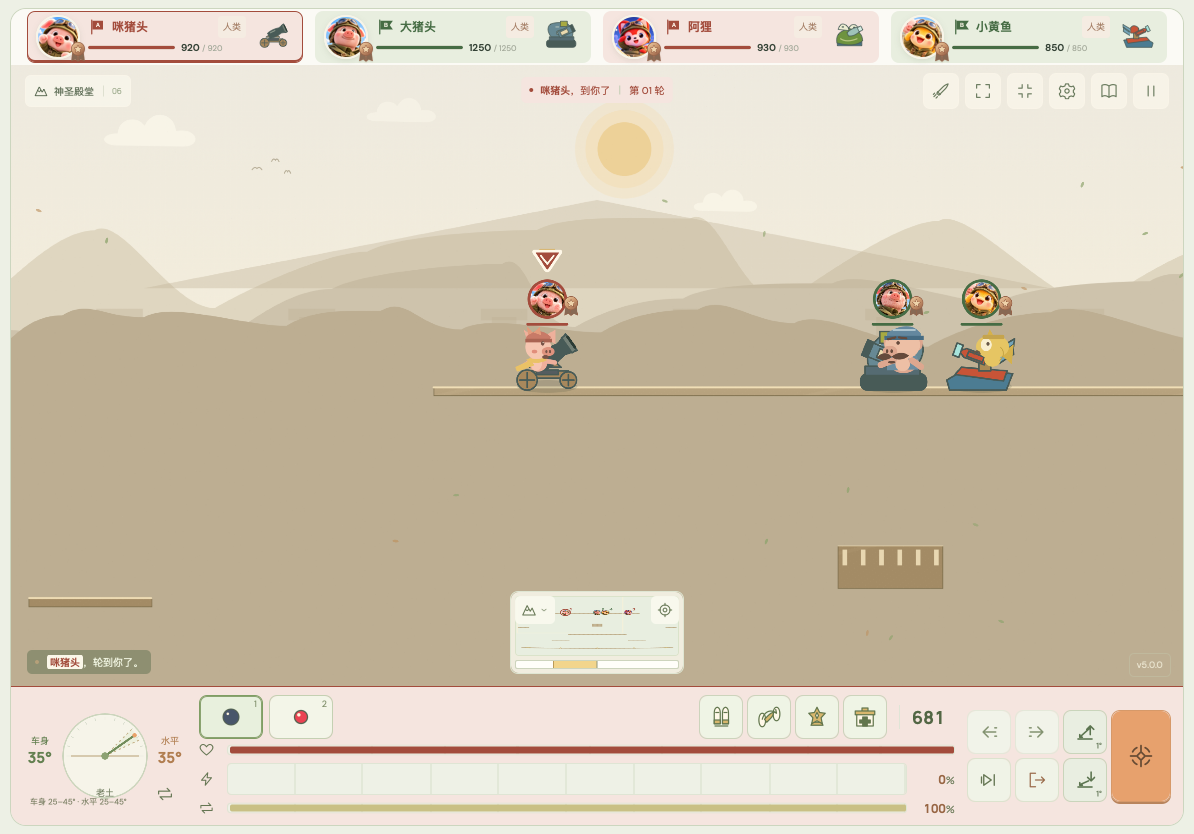 咪猪头 人类
920 / 920
大猪头 人类
1250 / 1250
阿狸 人类
930 / 930
小黄鱼 人类
850 / 850
神圣殿堂 06
咪猪头，到你了 第 01 轮
咪猪头，轮到你了。
v5.0.0
车身
35°
水平
35°
老土
车身 25–45° · 水平 25–45°
1
2
681
0%
100%
1°
1°